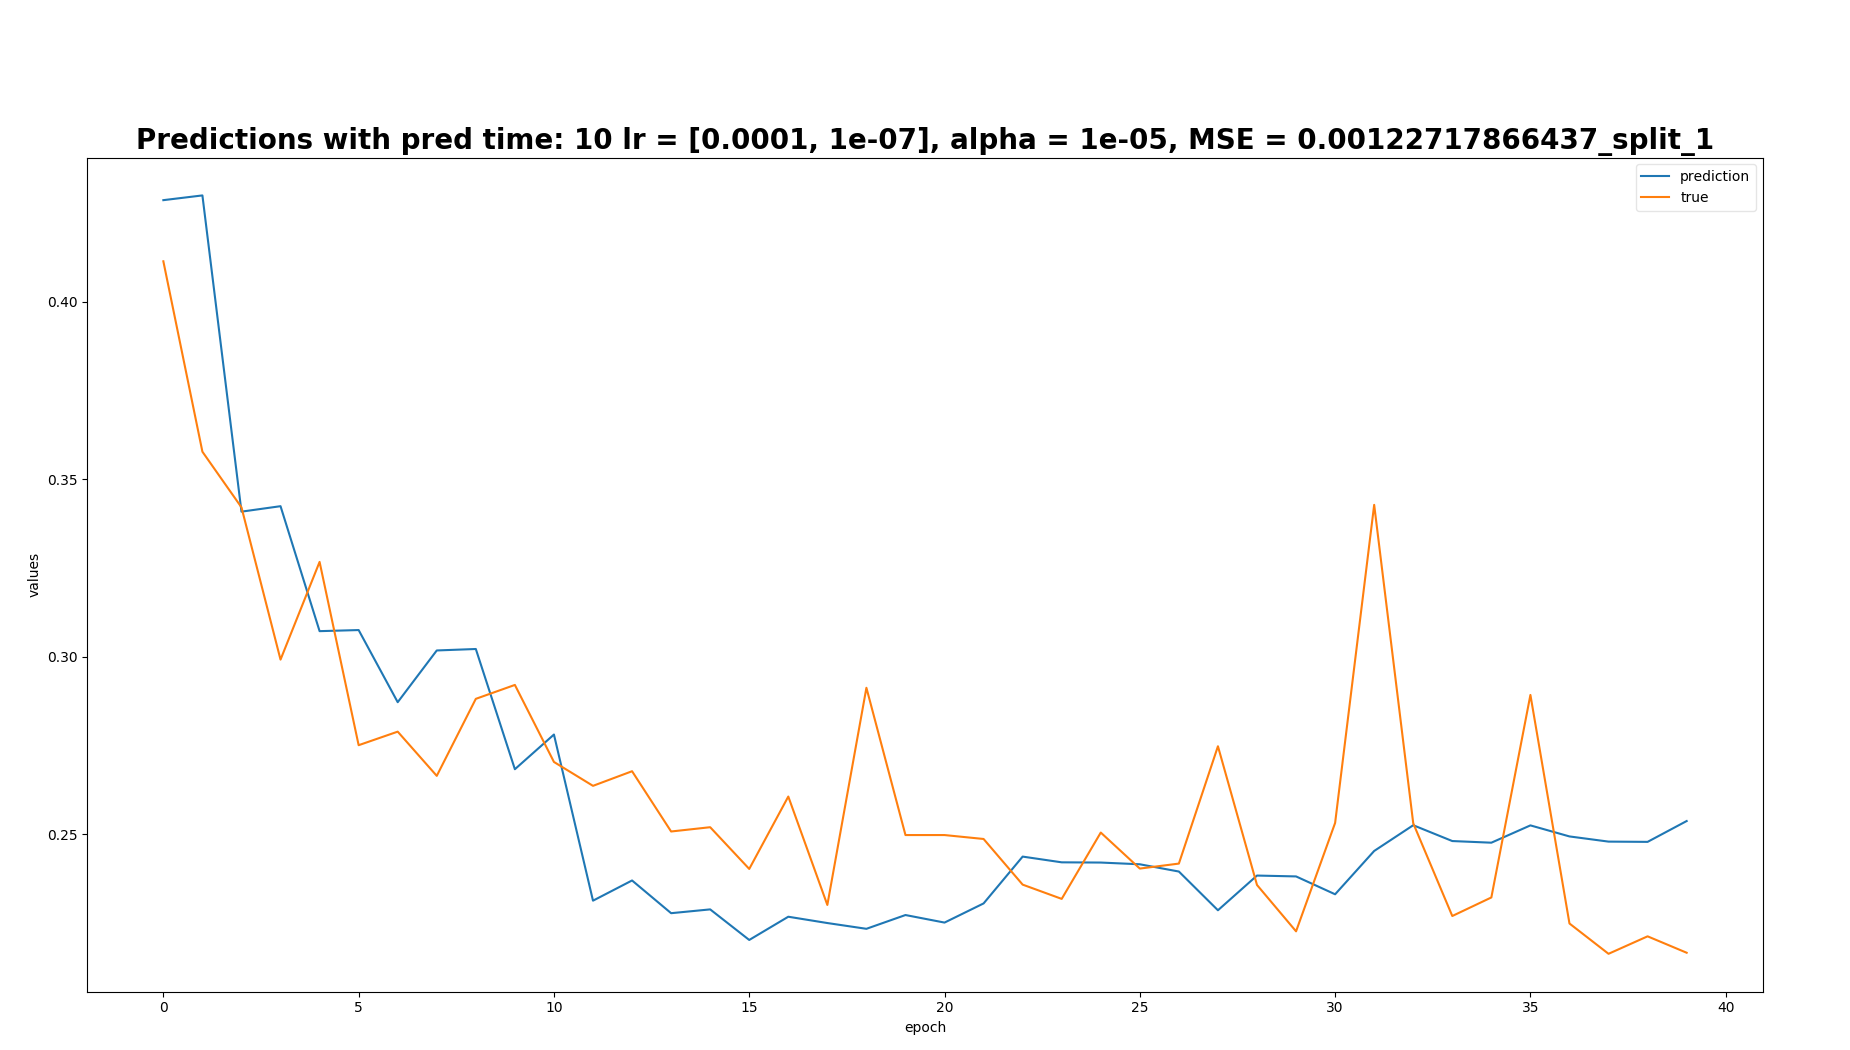 Predictions with pred time: 10 lr = [0.0001, 1e-07], alpha = 1e-05, MSE = 0.00122717866437_split_1
prediction
true
0.40
0.35
0.30
0.25
values
0 5 10 15 20 25 30 35 40
epoch